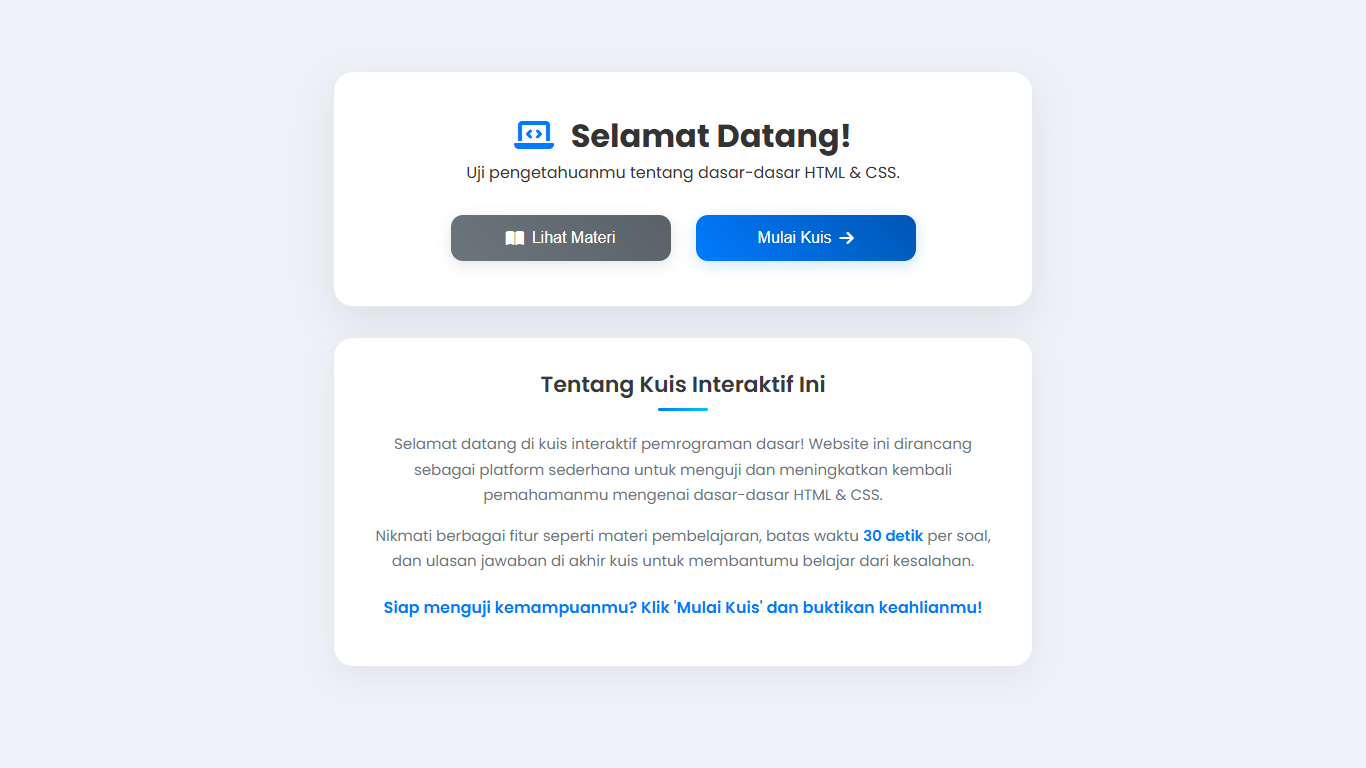 Selamat Datang!
Uji pengetahuanmu tentang dasar-dasar HTML & CSS.
Lihat Materi
Mulai Kuis
Tentang Kuis Interaktif Ini
Selamat datang di kuis interaktif pemrograman dasar! Website ini dirancang
sebagai platform sederhana untuk menguji dan meningkatkan kembali
pemahamanmu mengenai dasar-dasar HTML & CSS.
Nikmati berbagai fitur seperti materi pembelajaran, batas waktu 30 detik per soal,
dan ulasan jawaban di akhir kuis untuk membantumu belajar dari kesalahan.
Siap menguji kemampuanmu? Klik 'Mulai Kuis' dan buktikan keahlianmu!